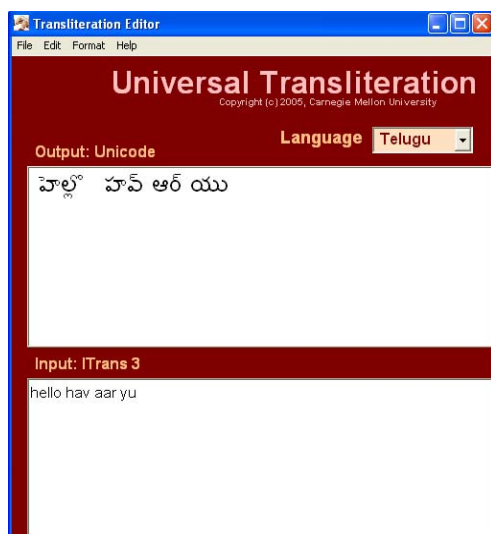 Transliteration Editor
File Edit Format Help
Universal Transliteration
Copyright (c) 2005, Carnegie Mellon University
Language Telugu
Output: Unicode
హెల్లొ హవ్ ఆర్ యు
Input: ITrans 3
hello hav aar yu